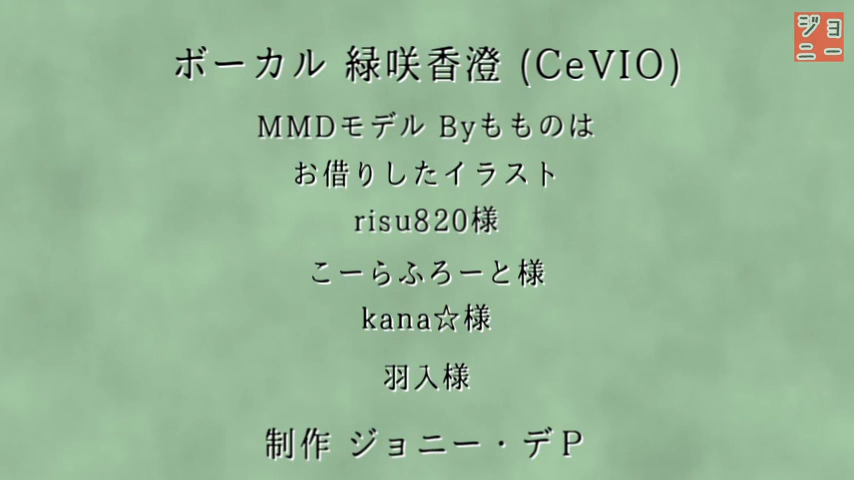 ボーカル 緑咲香澄 (CeVIO)
MMDモデル Byもものは
お借りしたイラスト
risu820様
こーらふろーと様
kana☆様
羽入様
制作 ジョニー・デP
ジョ
ニー